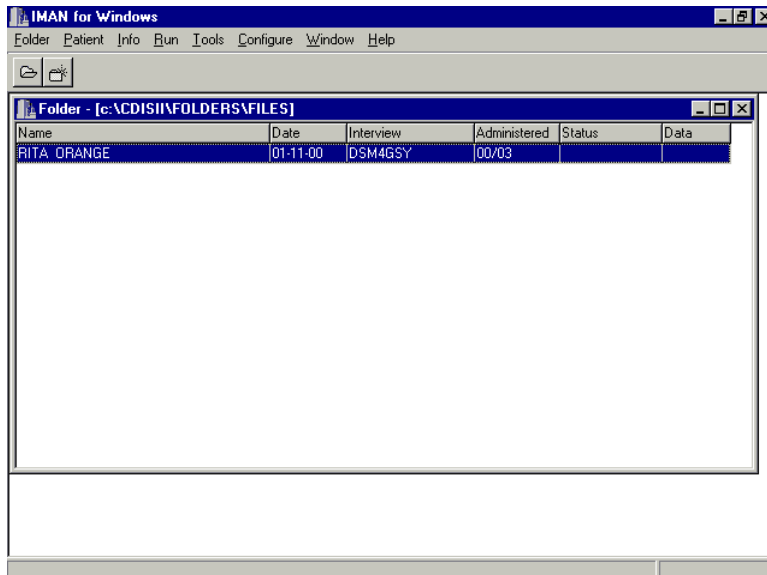 IMAN for Windows
Folder Patient Info Run Tools Configure Window Help
Folder - [c:\CDISII\FOLDERS\FILES]
Name Date Interview Administered Status Data
RITA ORANGE 01-11-00 DSM4GSY 00/03